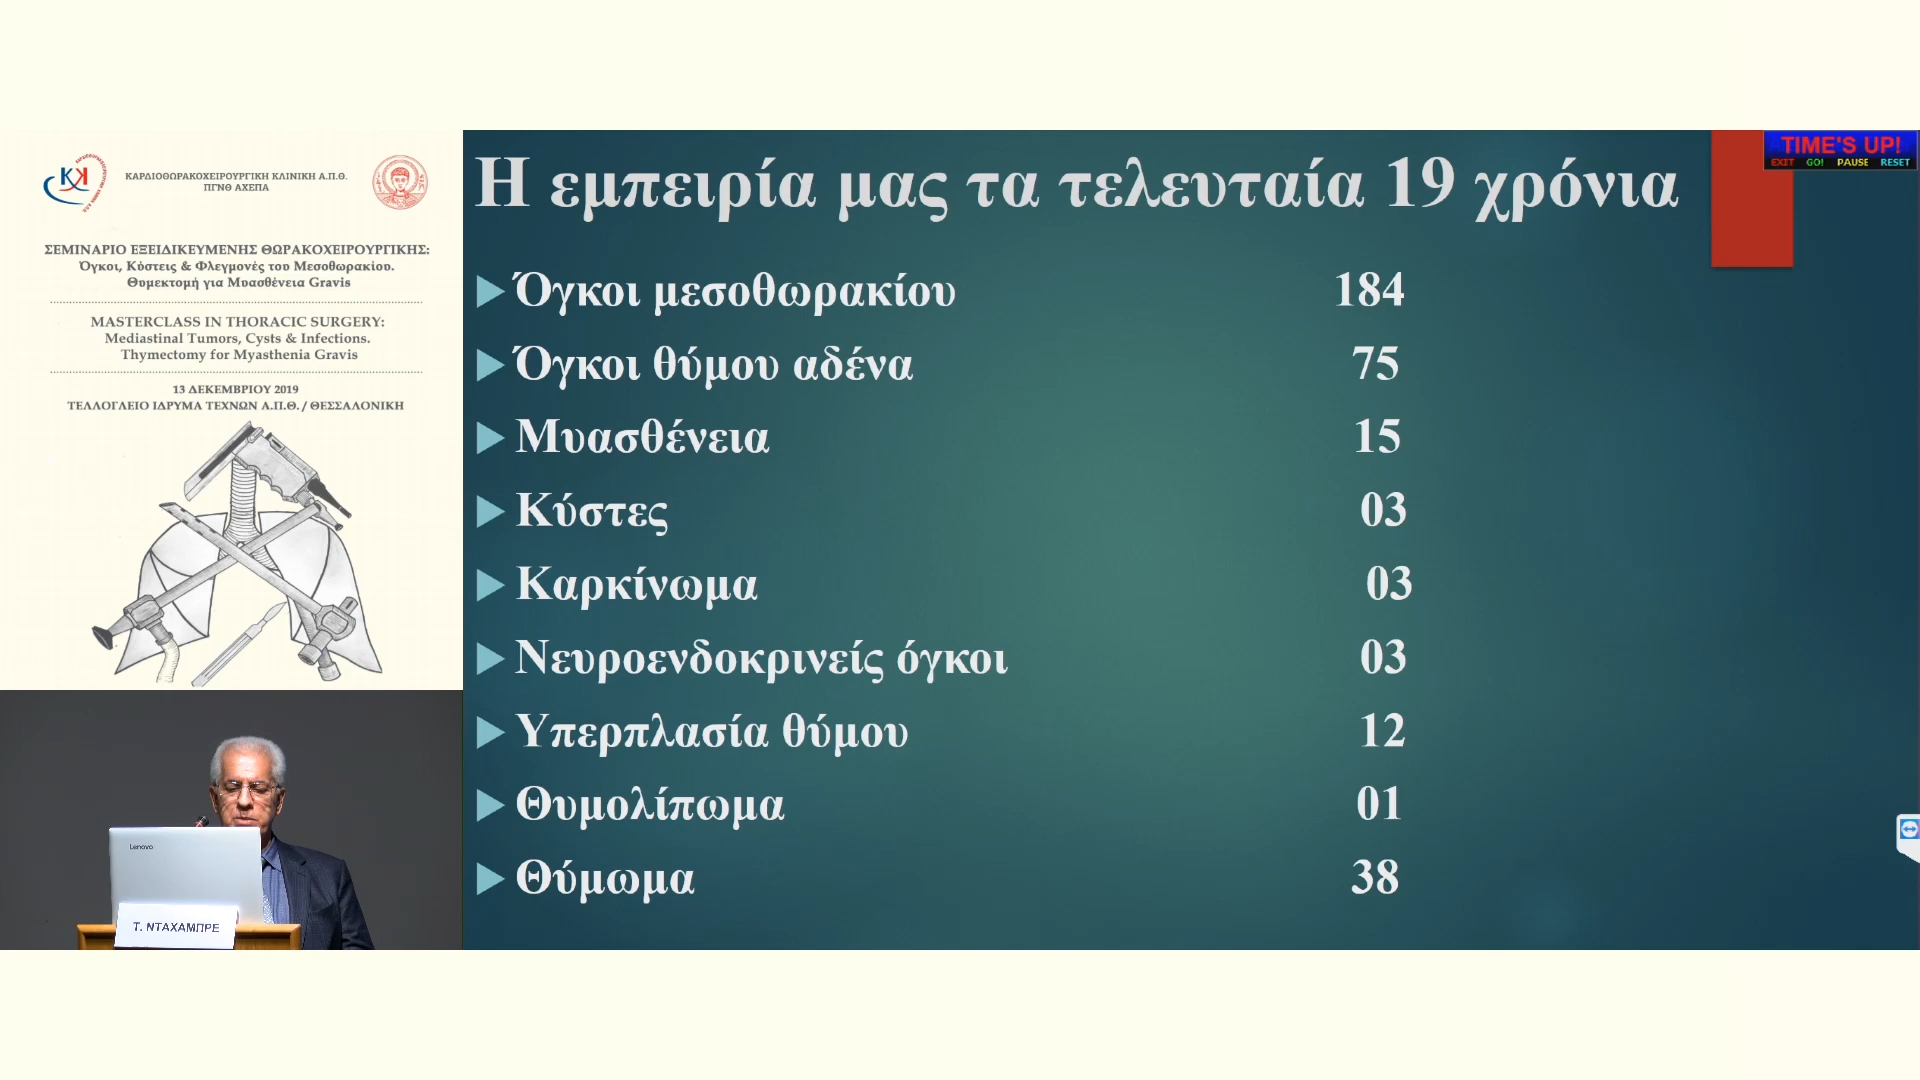 ΚΑΡΔΙΟΘΩΡΑΚΟΧΕΙΡΟΥΡΓΙΚΗ ΚΛΙΝΙΚΗ Α.Π.Θ.
ΠΓΝΘ ΑΧΕΠΑ
ΣΕΜΙΝΑΡΙΟ ΕΞΕΙΔΙΚΕΥΜΕΝΗΣ ΘΩΡΑΚΟΧΕΙΡΟΥΡΓΙΚΗΣ:
Όγκοι, Κύστεις & Φλεγμονές του Μεσοθωρακίου.
Θυμεκτομή για Μυασθένεια Gravis
MASTERCLASS IN THORACIC SURGERY:
Mediastinal Tumors, Cysts & Infections.
Thymectomy for Myasthenia Gravis
13 ΔΕΚΕΜΒΡΙΟΥ 2019
ΤΕΛΛΟΓΛΕΙΟ ΙΔΡΥΜΑ ΤΕΧΝΩΝ Α.Π.Θ. / ΘΕΣΣΑΛΟΝΙΚΗ
Lenovo
Τ. ΝΤΑΧΑΜΠΡΕ
Η εμπειρία μας τα τελευταία 19 χρόνια
TIME'S UP!
EXIT GO! PAUSE RESET
Όγκοι μεσοθωρακίου 184
Όγκοι θύμου αδένα 75
Μυασθένεια 15
Κύστες 03
Καρκίνωμα 03
Νευροενδοκρινείς όγκοι 03
Υπερπλασία θύμου 12
Θυμολίπωμα 01
Θύμωμα 38